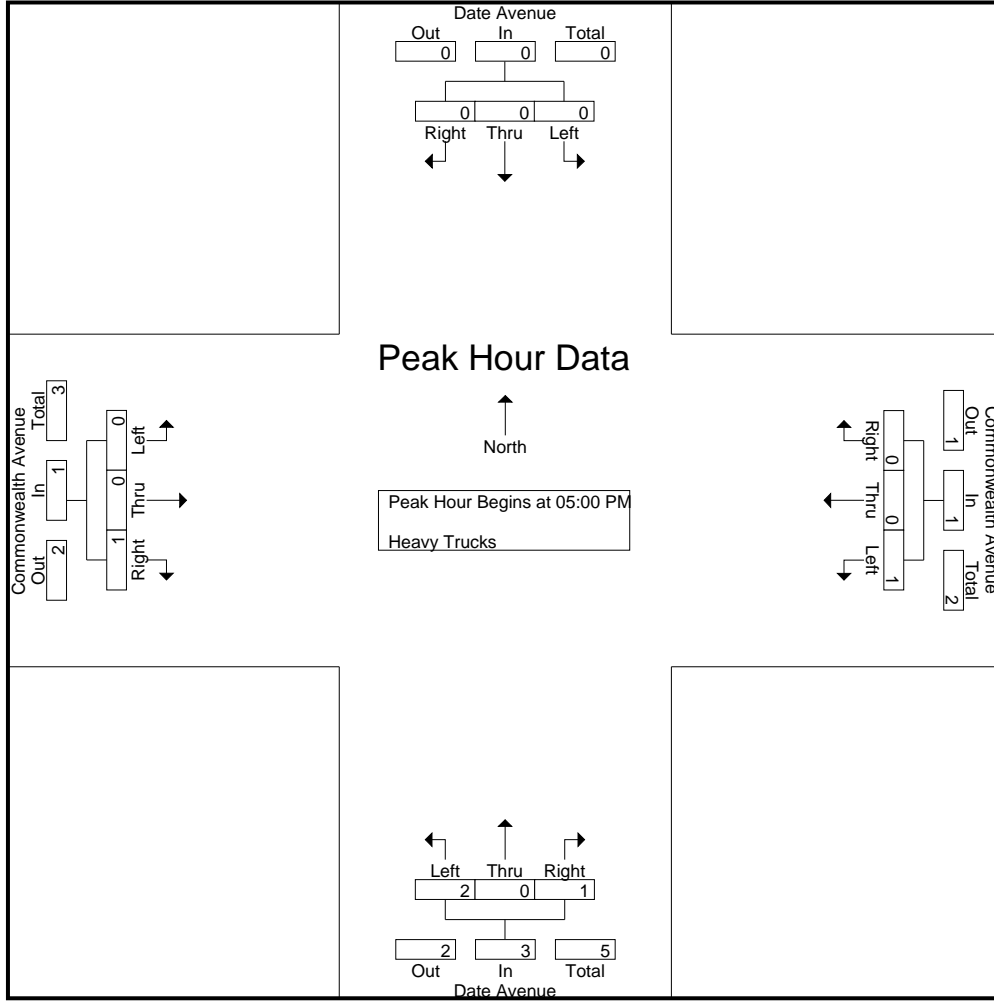 Date Avenue
Out In Total
0 0 0
0 0 0
Right Thru Left
Peak Hour Data
North
Peak Hour Begins at 05:00 PM
Heavy Trucks
Commonwealth Avenue
Total In Out
3 1 2
0 0 1
Left Thru Right
Commonwealth Avenue
Out In Total
1 1 2
0 0 1
Right Thru Left
Left Thru Right
2 0 1
2 3 5
Out In Total
Date Avenue